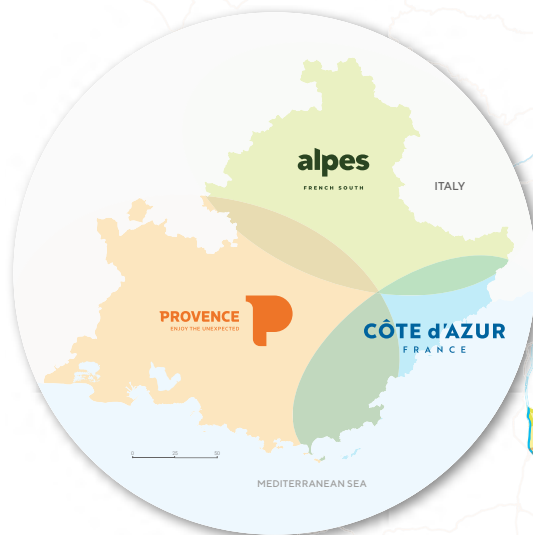 alpes
FRENCH SOUTH
ITALY
PROVENCE
ENJOY THE UNEXPECTED
CÔTE d'AZUR
FRANCE
0 25 50
MEDITERRANEAN SEA